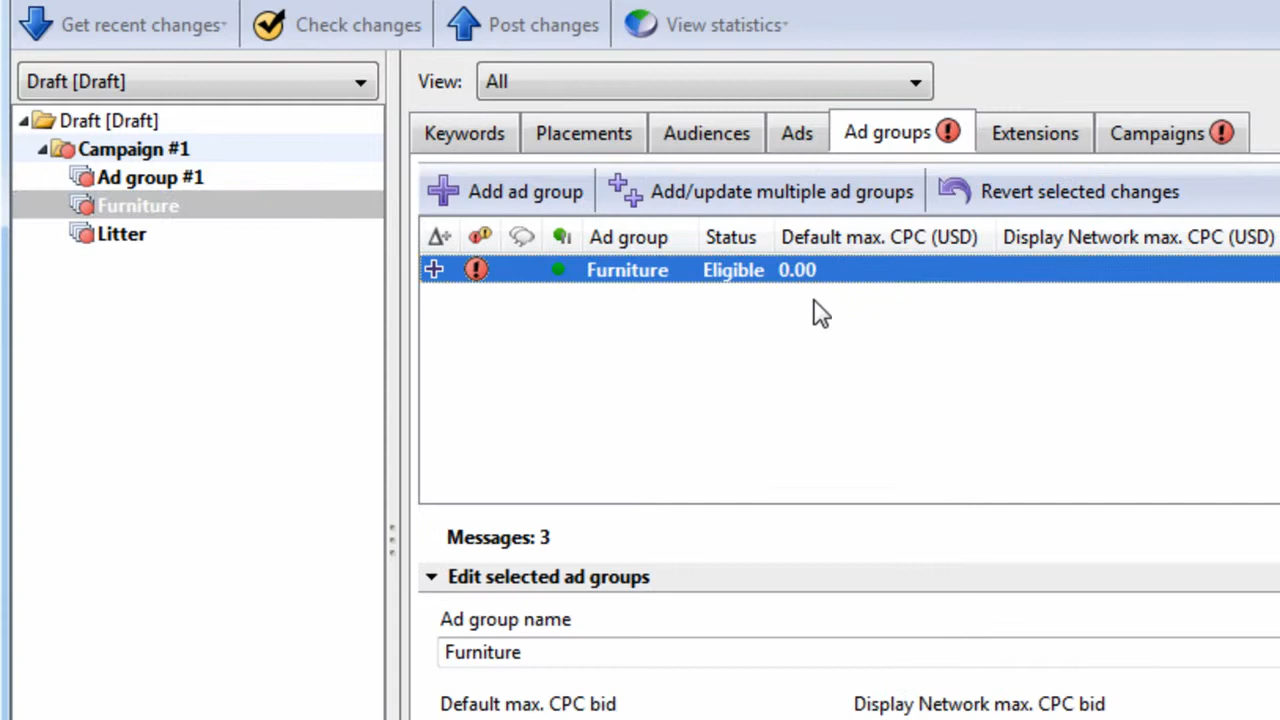 Get recent changes
Check changes
Post changes
View statistics
Draft [Draft]
View:
All
Draft [Draft]
Campaign #1
Ad group #1
Furniture
Litter
Keywords
Placements
Audiences
Ads
Ad groups
Extensions
Campaigns
Add ad group
Add/update multiple ad groups
Revert selected changes
Ad group
Status
Default max. CPC (USD)
Display Network max. CPC (USD)
Furniture
Eligible
0.00
Messages: 3
Edit selected ad groups
Ad group name
Furniture
Default max. CPC bid
Display Network max. CPC bid